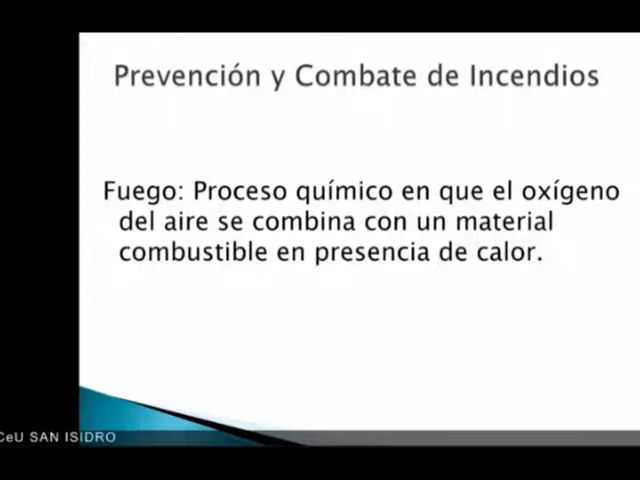 Prevención y Combate de Incendios
Fuego: Proceso químico en que el oxígeno
del aire se combina con un material
combustible en presencia de calor.
CeU SAN ISIDRO